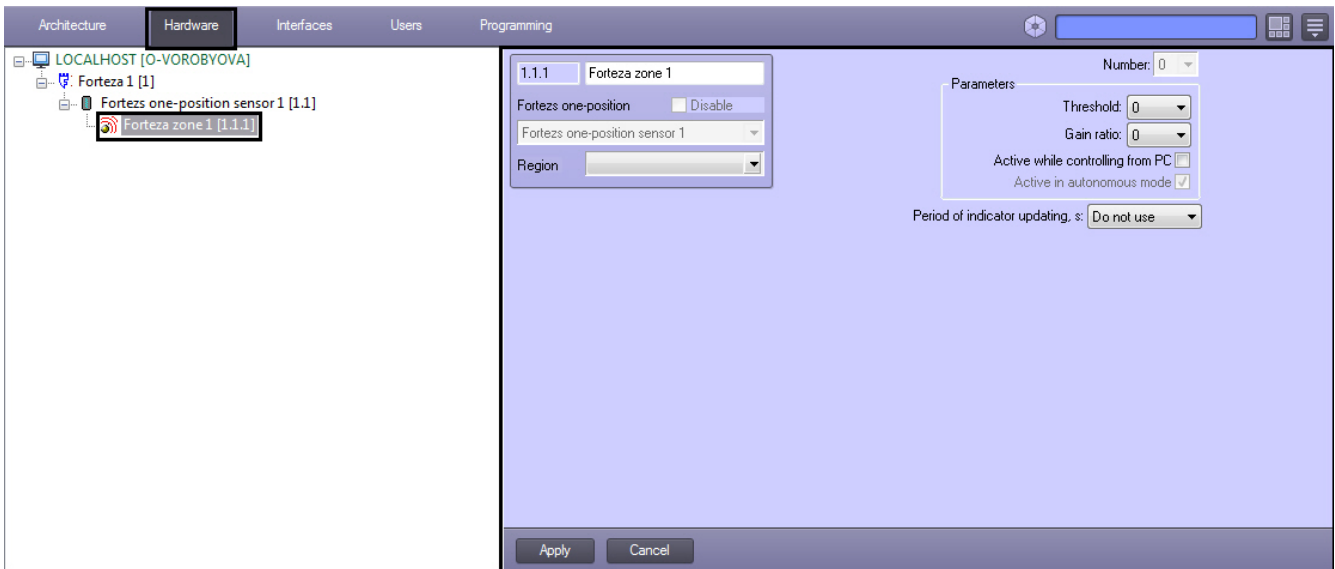 Architecture Hardware Interfaces Users Programming
LOCALHOST [O-VOROBYOVA]
Forteza 1 [1]
Fortezs one-position sensor 1 [1.1]
Forteza zone 1 [1.1.1]
1.1.1 Forteza zone 1
Fortezs one-position Disable
Fortezs one-position sensor 1
Region
Number: 0
Parameters
Threshold: 0
Gain ratio: 0
Active while controlling from PC
Active in autonomous mode
Period of indicator updating, s: Do not use
Apply Cancel